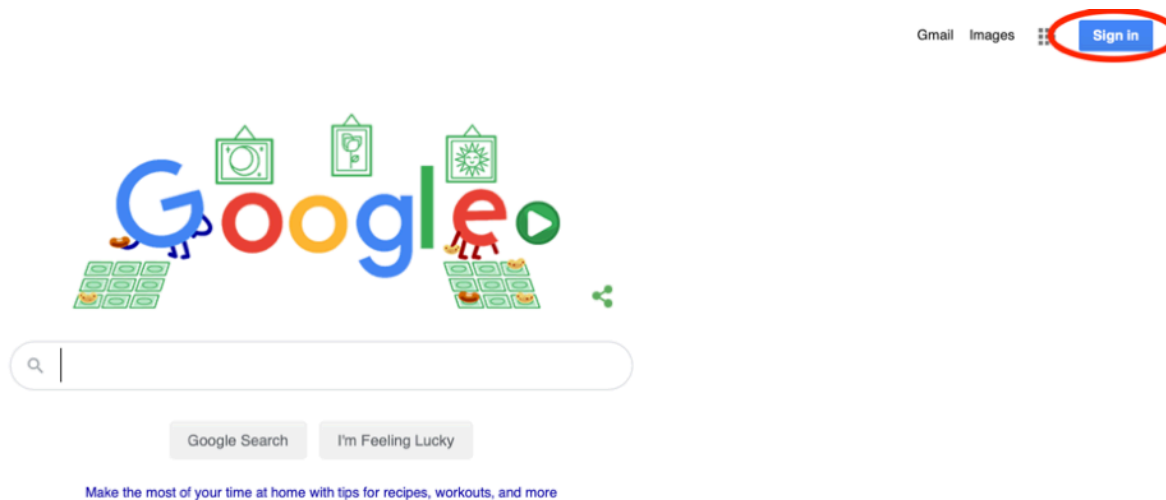 Gmail Images Sign in
Google
Google Search I'm Feeling Lucky
Make the most of your time at home with tips for recipes, workouts, and more